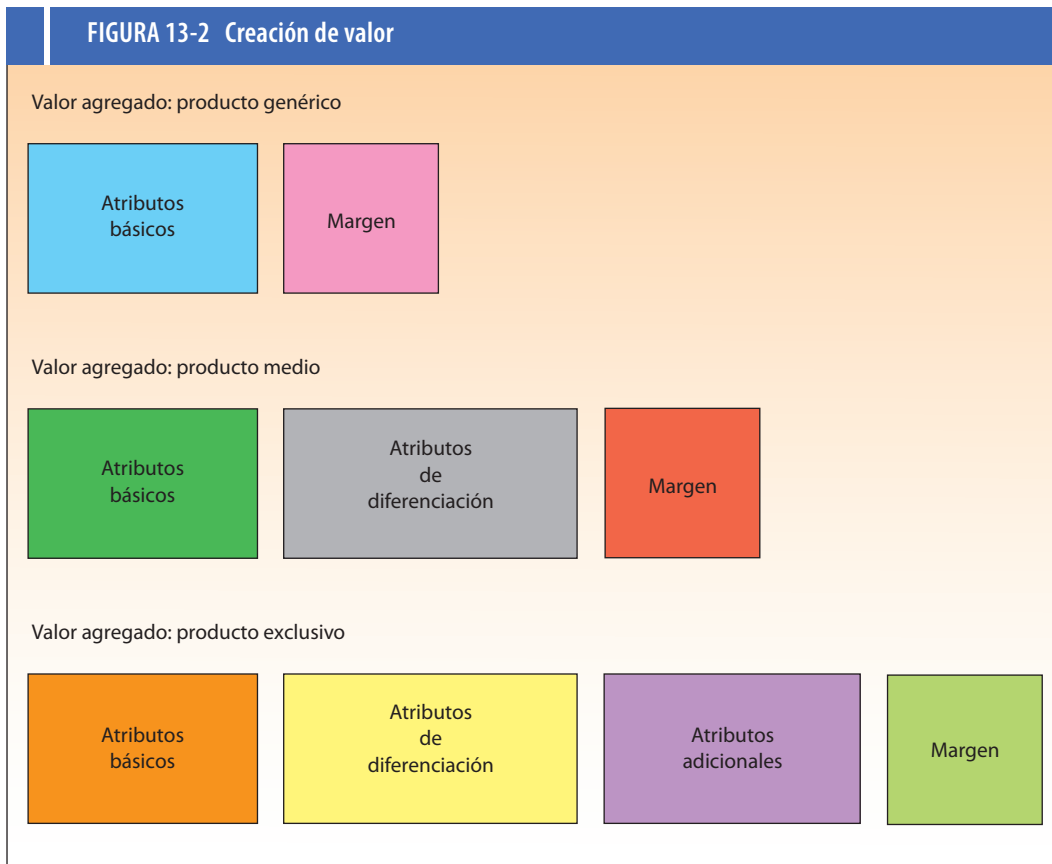 FIGURA 13-2 Creación de valor
Valor agregado: producto genérico
Atributos
básicos
Margen
Valor agregado: producto medio
Atributos
básicos
Atributos
de
diferenciación
Margen
Valor agregado: producto exclusivo
Atributos
básicos
Atributos
de
diferenciación
Atributos
adicionales
Margen